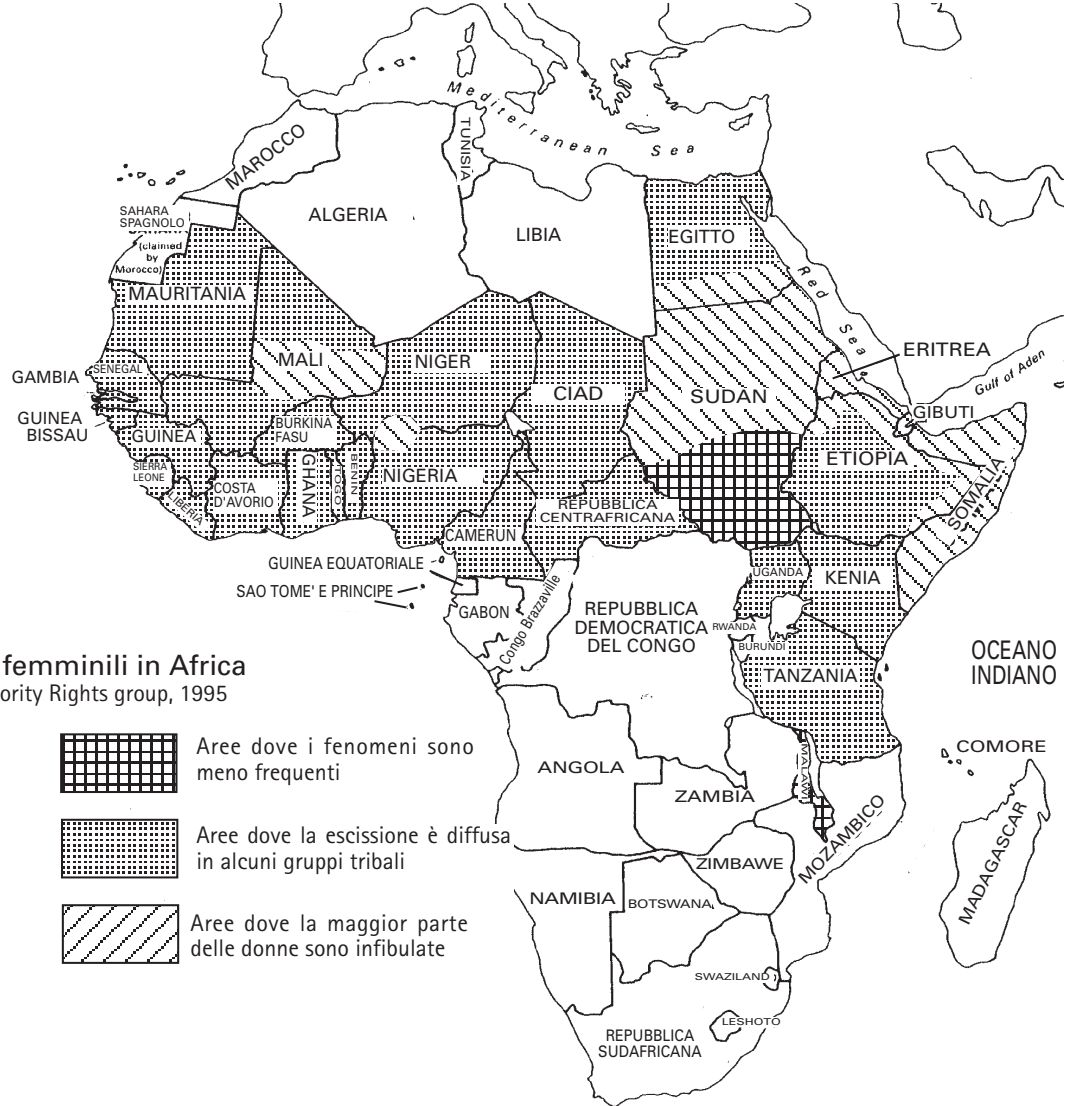 Mediterranean Sea
MAROCCO
TUNISIA
ALGERIA
LIBIA
EGITTO
SAHARA
SPAGNOLO
(claimed
by
Morocco)
MAURITANIA
MALI
NIGER
CIAD
SUDAN
Red Sea
ERITREA
Gulf of Aden
GIBUTI
SENEGAL
GAMBIA
GUINEA
BISSAU
GUINEA
BURKINA
FASU
SIERRA
LEONE
LIBERIA
COSTA
D'AVORIO
GHANA
TOGO
BENIN
NIGERIA
CAMERUN
REPUBBLICA
CENTRAFRICANA
ETIOPIA
SOMALIA
GUINEA EQUATORIALE
SAO TOME' E PRINCIPE
GABON
Congo Brazzaville
REPUBBLICA
DEMOCRATICA
DEL CONGO
UGANDA
KENIA
RWANDA
BURUNDI
TANZANIA
OCEANO
INDIANO
femminili in Africa
ority Rights group, 1995
Aree dove i fenomeni sono
meno frequenti
Aree dove la escissione è diffusa
in alcuni gruppi tribali
Aree dove la maggior parte
delle donne sono infibulate
ANGOLA
ZAMBIA
MALAWI
MOZAMBICO
COMORE
MADAGASCAR
ZIMBAWE
NAMIBIA
BOTSWANA
SWAZILAND
LESHOTO
REPUBBLICA
SUDAFRICANA